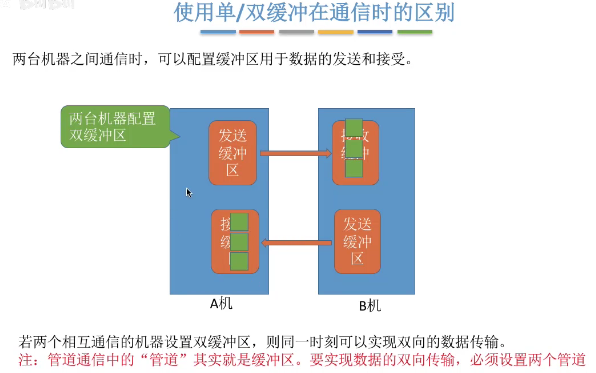 使用单/双缓冲在通信时的区别
两台机器之间通信时，可以配置缓冲区用于数据的发送和接受。
两台机器配置
双缓冲区
发送
缓冲
区
接收
缓冲
接
缓
发送
缓冲
区
A机
B机
若两个相互通信的机器设置双缓冲区，则同一时刻可以实现双向的数据传输。
注：管道通信中的“管道”其实就是缓冲区。要实现数据的双向传输，必须设置两个管道